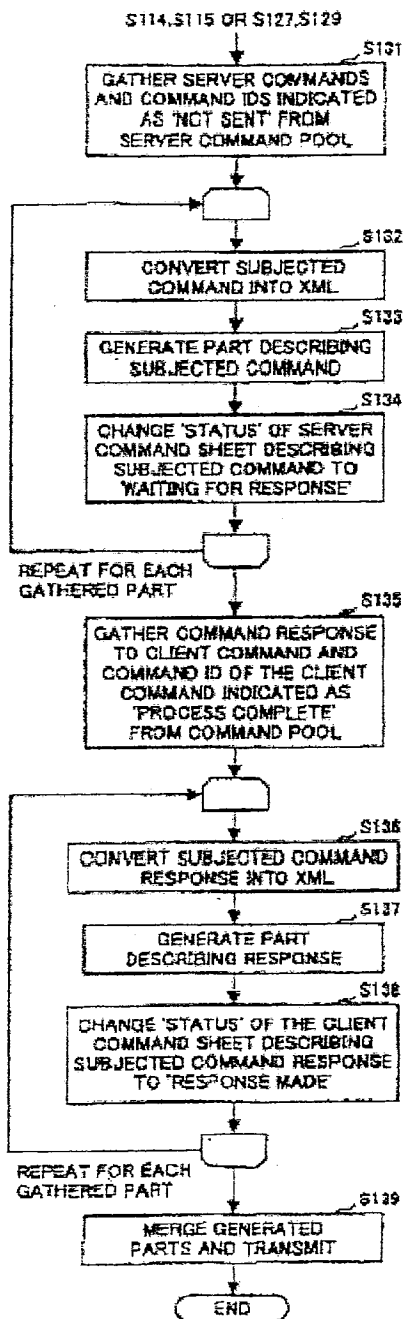 S114,S115 OR S127,S129
S131
GATHER SERVER COMMANDS
AND COMMAND IDS INDICATED
AS 'NOT SENT' FROM
SERVER COMMAND POOL
S132
CONVERT SUBJECTED
COMMAND INTO XML
S133
GENERATE PART DESCRIBING
SUBJECTED COMMAND
S134
CHANGE 'STATUS' OF SERVER
COMMAND SHEET DESCRIBING
SUBJECTED COMMAND TO
'WAITING FOR RESPONSE'
REPEAT FOR EACH
GATHERED PART
S135
GATHER COMMAND RESPONSE
TO CLIENT COMMAND AND
COMMAND ID OF THE CLIENT
COMMAND INDICATED AS
'PROCESS COMPLETE'
FROM COMMAND POOL
S136
CONVERT SUBJECTED COMMAND
RESPONSE INTO XML
S137
GENERATE PART
DESCRIBING RESPONSE
S138
CHANGE 'STATUS' OF THE CLIENT
COMMAND SHEET DESCRIBING
SUBJECTED COMMAND RESPONSE
TO 'RESPONSE MADE'
REPEAT FOR EACH
GATHERED PART
S139
MERGE GENERATED
PARTS AND TRANSMIT
END